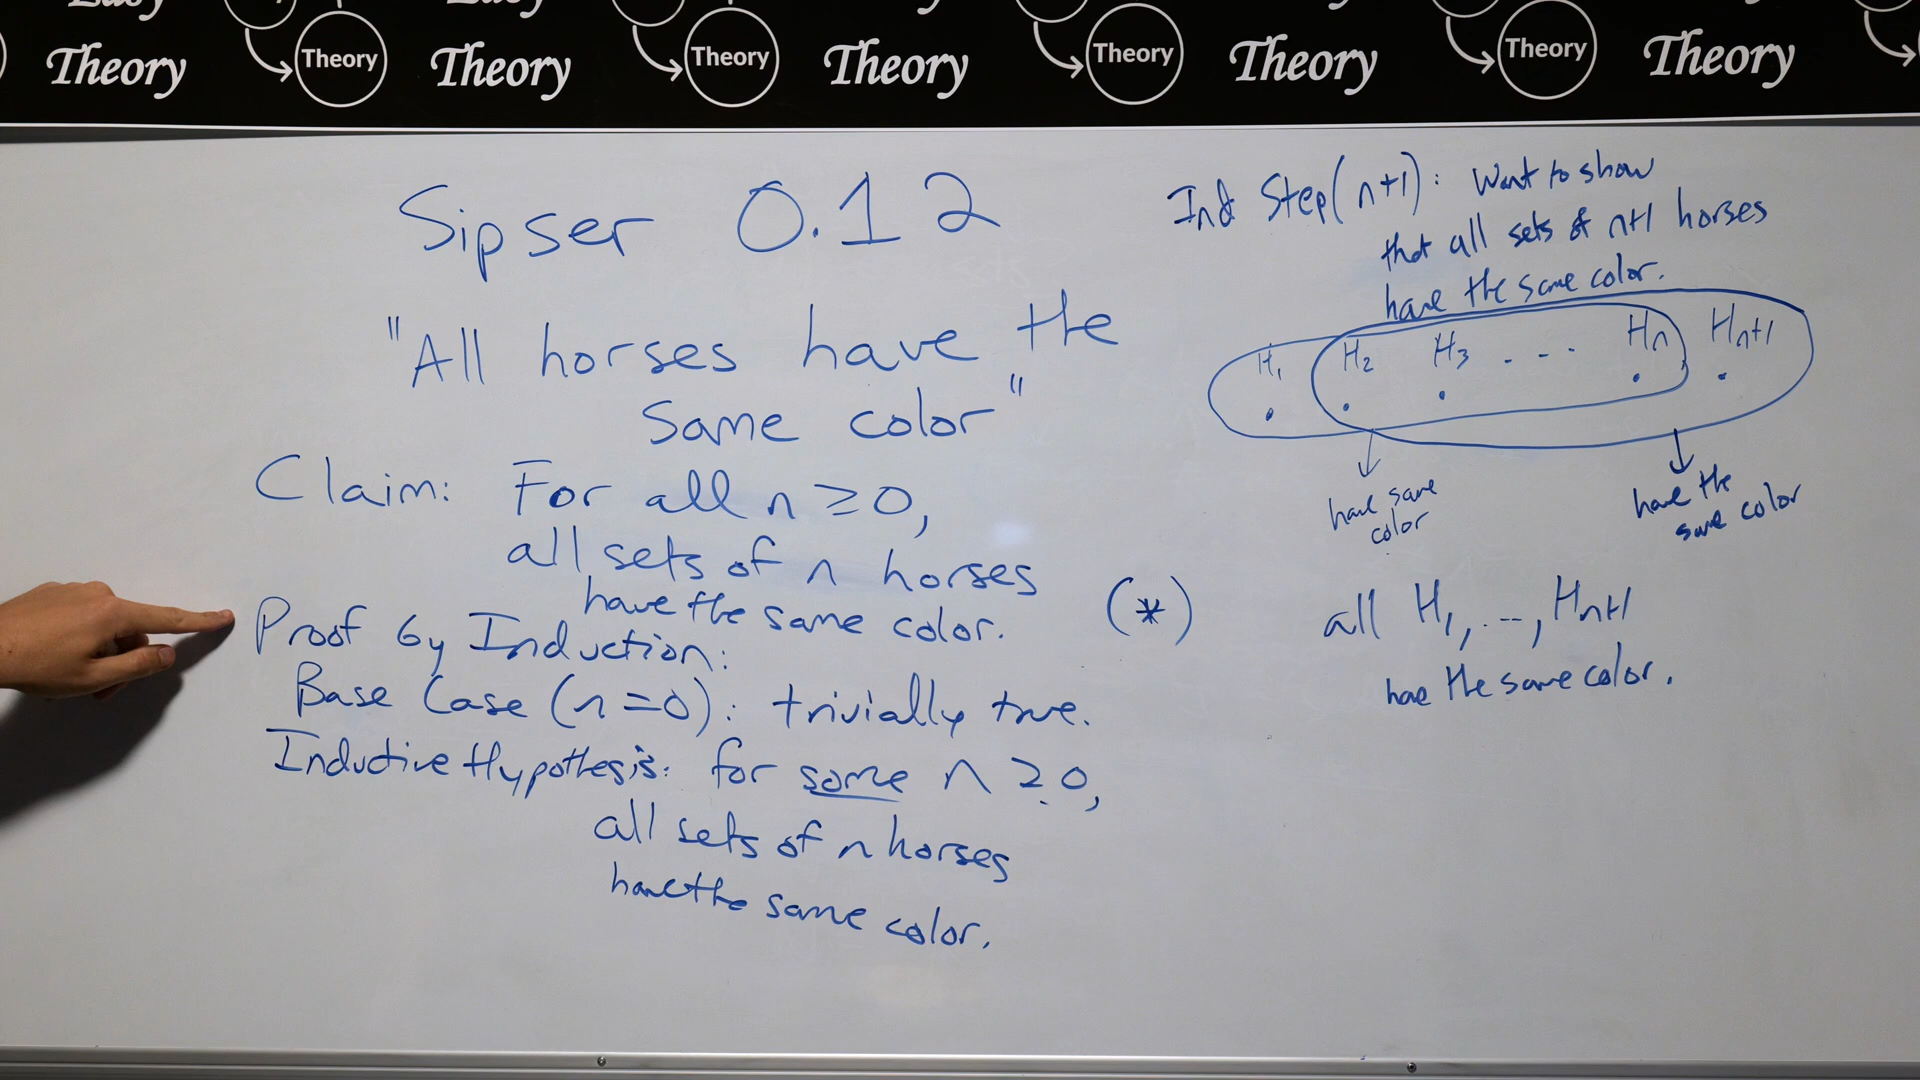 Theory Theory Theory Theory Theory Theory Theory Theory Theory
Sipser 0.12
"All horses have the
same color"
Claim: For all n ≥ 0,
all sets of n horses
have the same color. (*)
Proof by Induction:
Base Case (n=0): trivially true.
Inductive Hypothesis: for some n ≥ 0,
all sets of n horses
have the same color.
Ind Step (n+1): Want to show
that all sets of n+1 horses
have the same color.
H₁ H₂ H₃ . - - . Hₙ Hₙ₊₁
have same
color
have the
same color
all H₁, ..., Hₙ₊₁
have the same color.